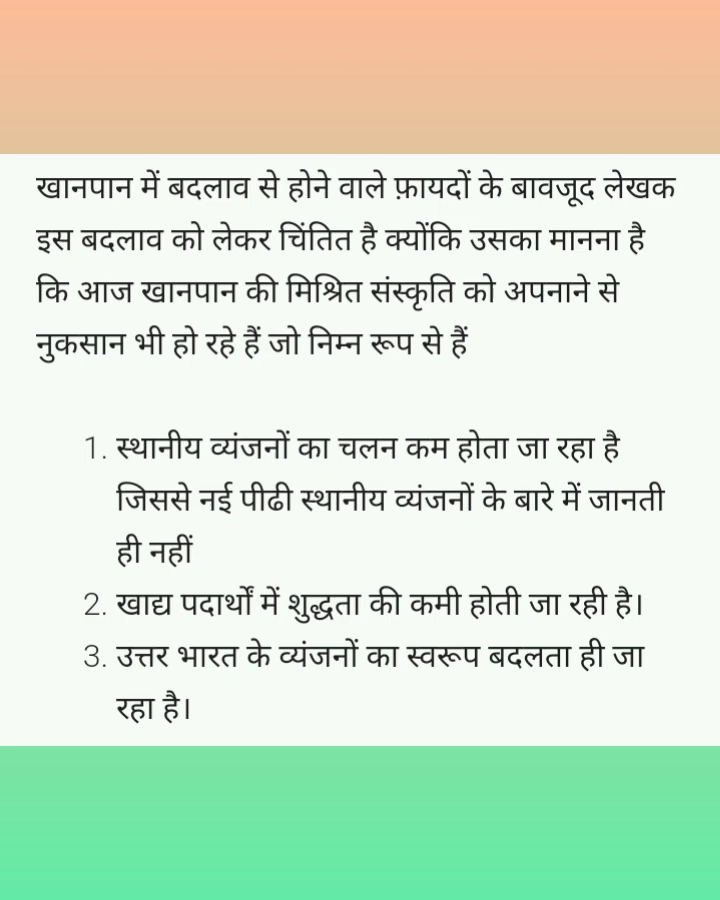 खानपान में बदलाव से होने वाले फ़ायदों के बावजूद लेखक
इस बदलाव को लेकर चिंतित है क्योंकि उसका मानना है
कि आज खानपान की मिश्रित संस्कृति को अपनाने से
नुकसान भी हो रहे हैं जो निम्न रूप से हैं
1. स्थानीय व्यंजनों का चलन कम होता जा रहा है
जिससे नई पीढी स्थानीय व्यंजनों के बारे में जानती
ही नहीं
2. खाद्य पदार्थों में शुद्धता की कमी होती जा रही है।
3. उत्तर भारत के व्यंजनों का स्वरूप बदलता ही जा
रहा है।